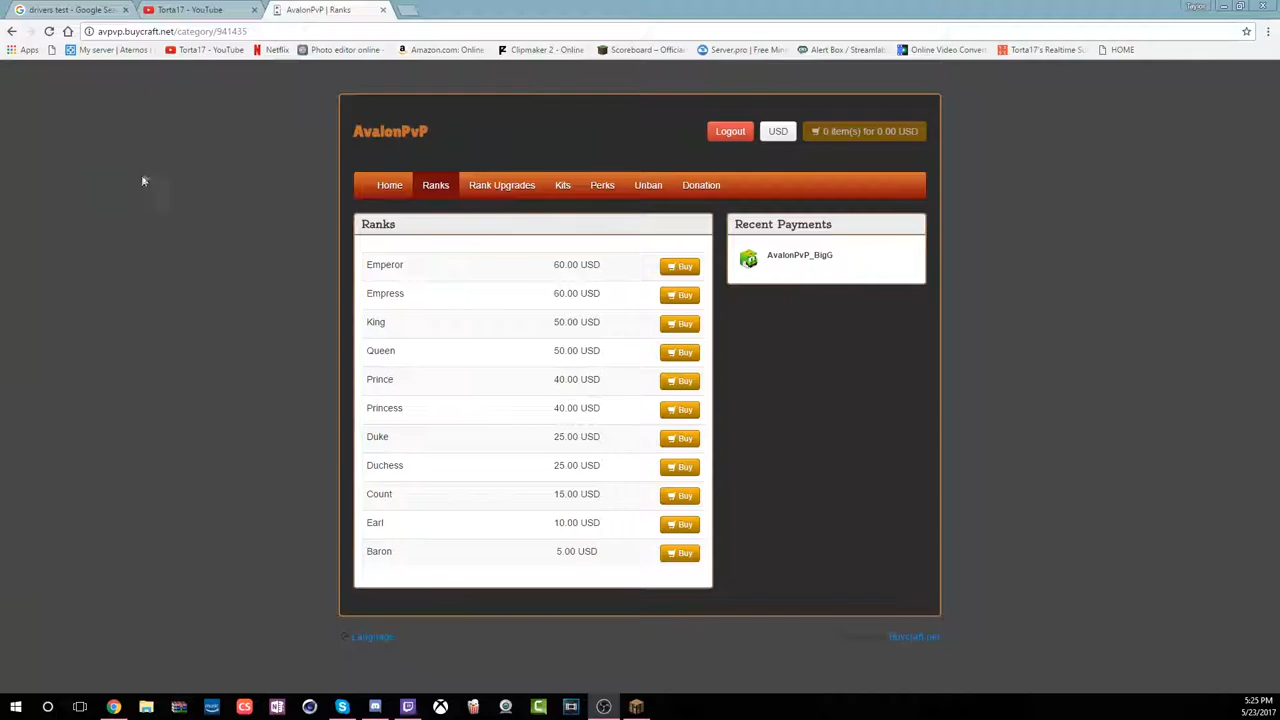 drivers test - Google Sea
Torta17 - YouTube
AvalonPvP | Ranks
Taylor
avpvp.buycraft.net/category/941435
Apps
My server | Aternos |
Torta17 - YouTube
Netflix
Photo editor online -
Amazon.com: Online
Clipmaker 2 - Online
Scoreboard – Official
Server.pro | Free Mine
Alert Box / Streamlab
Online Video Convert
Torta17's Realtime Su
HOME
AvalonPvP
Logout
USD
0 item(s) for 0.00 USD
Home
Ranks
Rank Upgrades
Kits
Perks
Unban
Donation
Ranks
Recent Payments
AvalonPvP_BigG
Emperor 60.00 USD Buy
Empress 60.00 USD Buy
King 50.00 USD Buy
Queen 50.00 USD Buy
Prince 40.00 USD Buy
Princess 40.00 USD Buy
Duke 25.00 USD Buy
Duchess 25.00 USD Buy
Count 15.00 USD Buy
Earl 10.00 USD Buy
Baron 5.00 USD Buy
Language
Buycraft.net
5:25 PM
5/23/2017